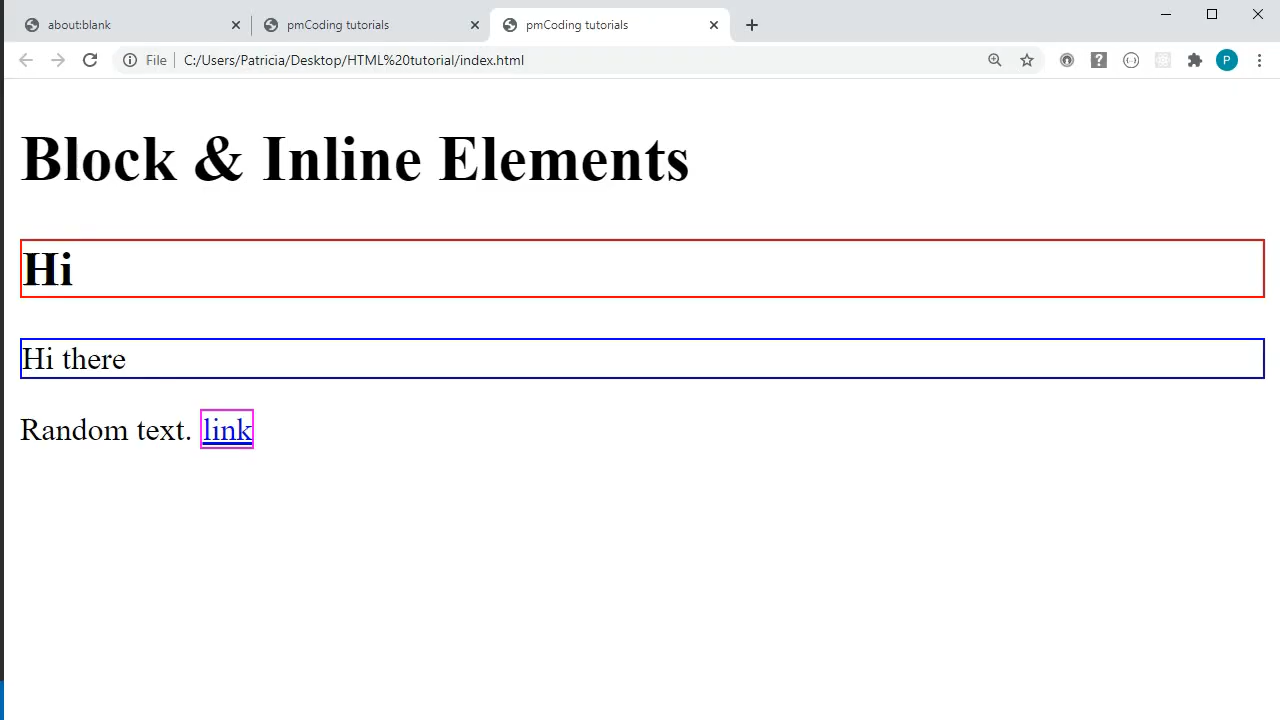 about:blank
pmCoding tutorials
pmCoding tutorials
File
C:/Users/Patricia/Desktop/HTML%20tutorial/index.html
P
Block & Inline Elements
Hi
Hi there
Random text. link